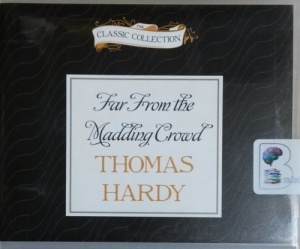 THE
CLASSIC COLLECTION
Far From the
Madding Crowd
THOMAS
HARDY